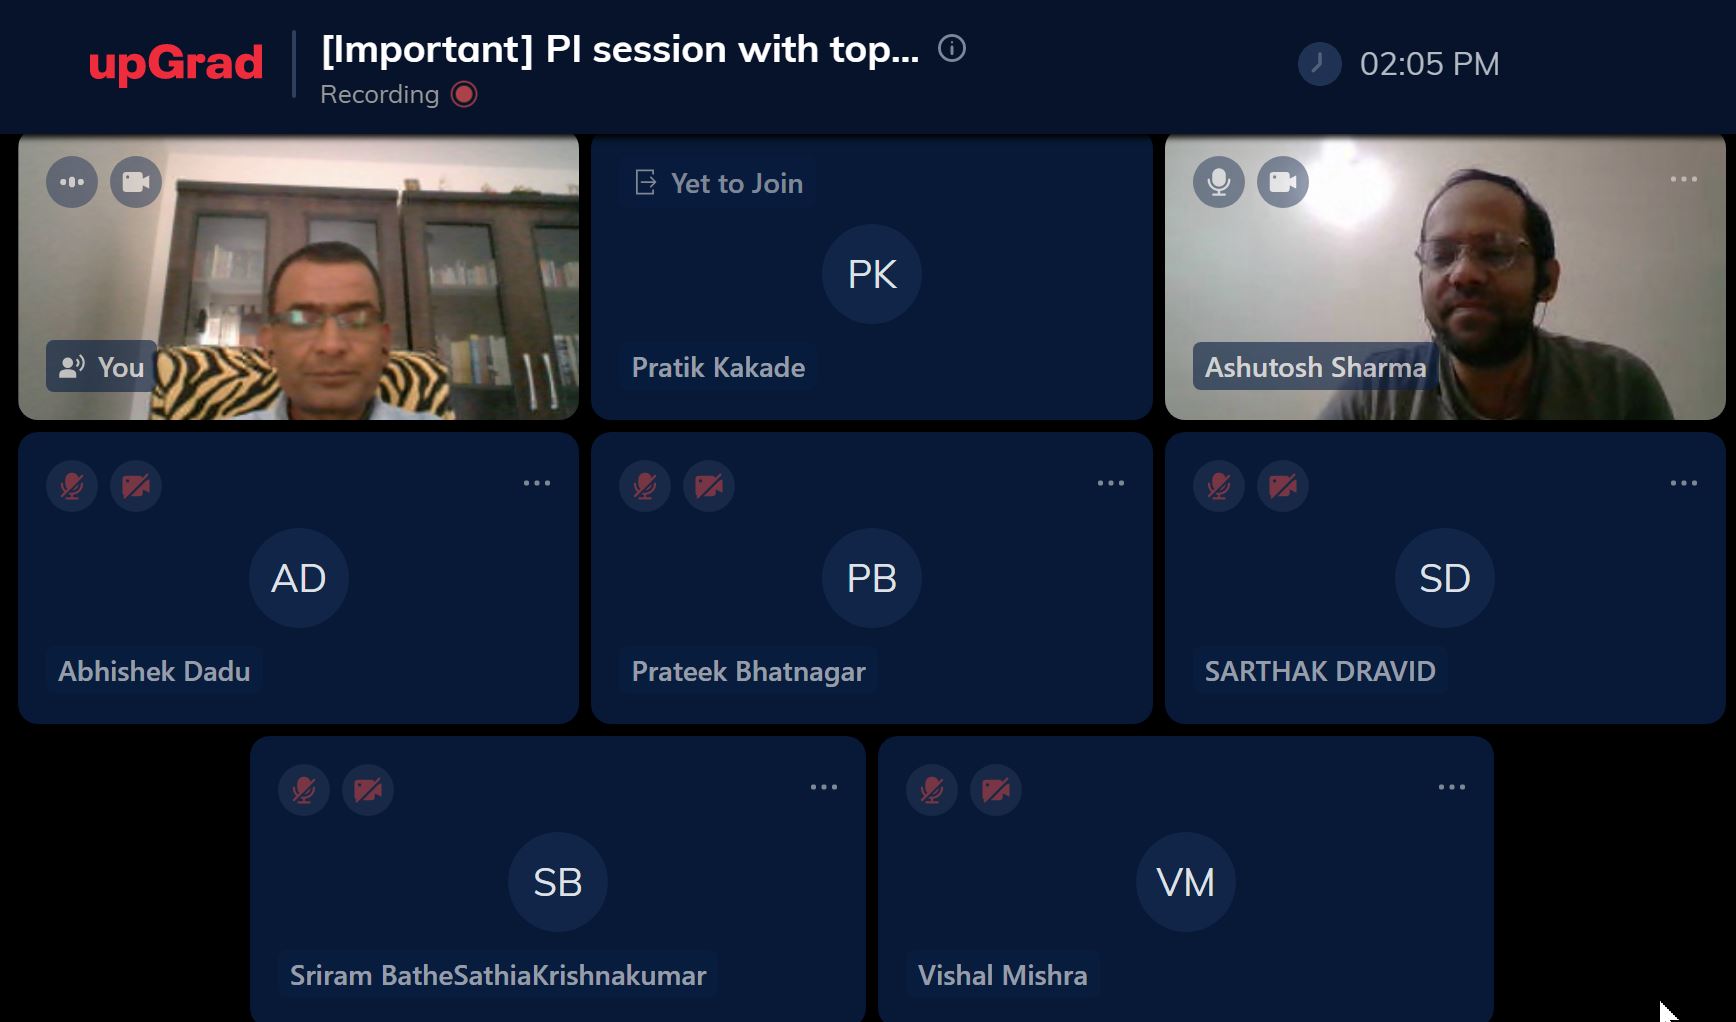 upGrad
[Important] PI session with top...
Recording
02:05 PM
You
Yet to Join
PK
Pratik Kakade
Ashutosh Sharma
AD
Abhishek Dadu
PB
Prateek Bhatnagar
SD
SARTHAK DRAVID
SB
Sriram BatheSathiaKrishnakumar
VM
Vishal Mishra